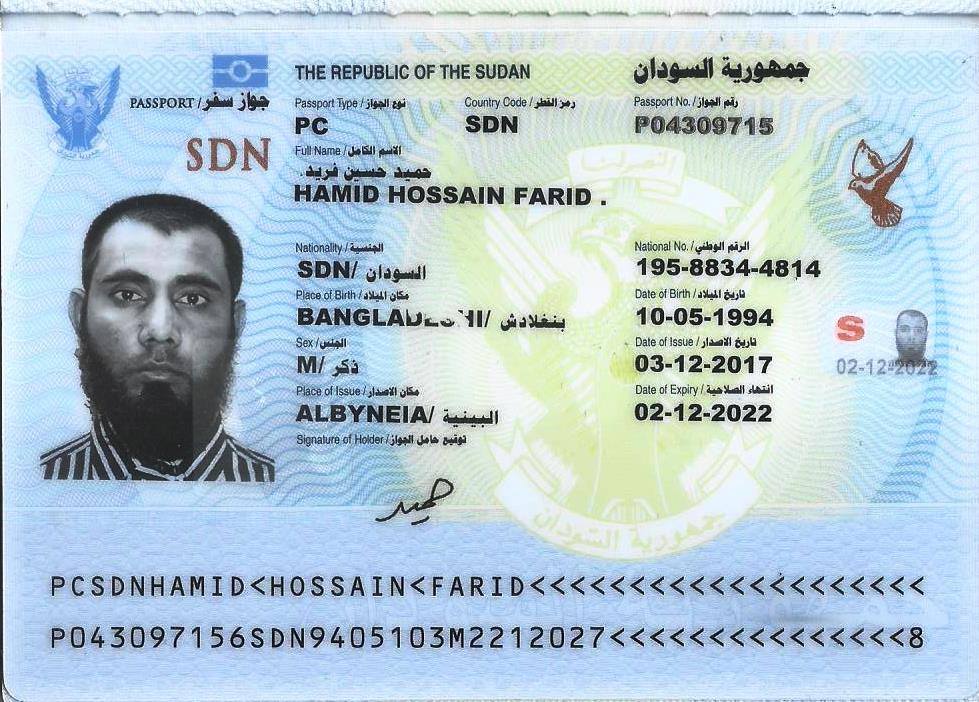 THE REPUBLIC OF THE SUDAN جمهورية السودان
PASSPORT / جواز سفر
SDN
Passport Type / نوع الجواز Country Code / رمز القطر Passport No. / رقم الجواز
PC SDN P04309715
Full Name / الاسم الكامل
حميد حسين فريد .
HAMID HOSSAIN FARID .
Nationality / الجنسية National No. / الرقم الوطني
SDN/ السودان 195-8834-4814
Place of Birth / مكان الميلاد Date of Birth / تاريخ الميلاد
/ بنغلادش 10-05-1994
Sex / الجنس Date of Issue / تاريخ الاصدار
M/ ذكر 03-12-2017
S
02-12-2022
Place of Issue / مكان الاصدار Date of Expiry / انتهاء الصلاحية
ALBYNEIA/ البينية 02-12-2022
Signature of Holder / توقيع حامل الجواز
حميد
النصر لنا
جمهورية السودان
PCSDNHAMID<HOSSAIN<FARID<<<<<<<<<<<<<<<<<<<<
P043097156SDN9405103M2212027<<<<<<<<<<<<<<<8